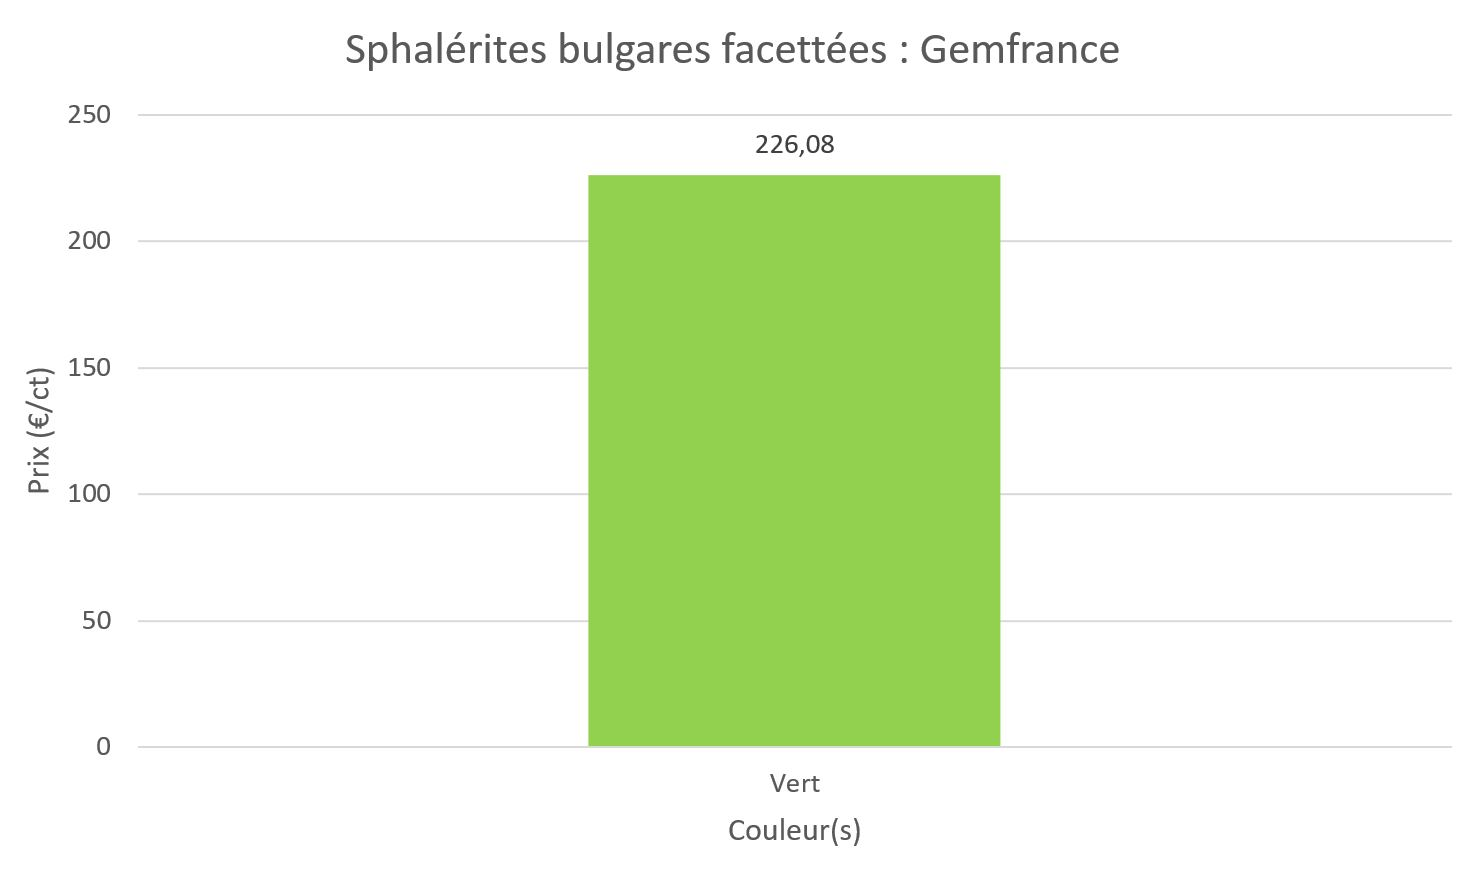 Sphalérites bulgares facettées : Gemfrance
250
226,08
200
150
100
50
0
Prix (€/ct)
Vert
Couleur(s)